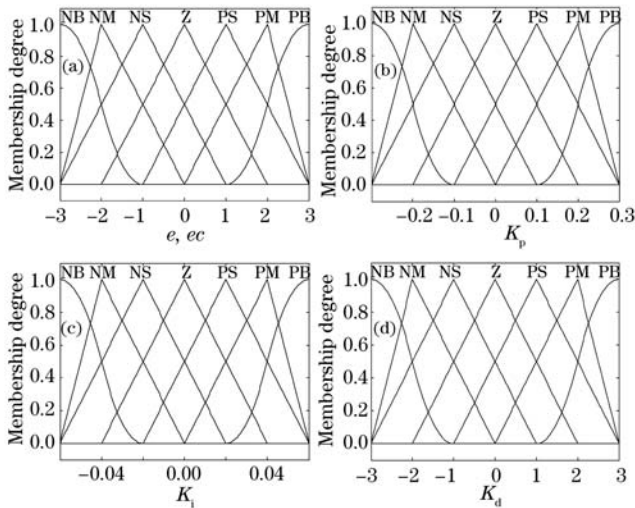 NB NM NS Z PS PM PB
1.0
0.8
0.6
0.4
0.2
0.0
Membership degree
(a)
−3 −2 −1 0 1 2 3
e, ec
NB NM NS Z PS PM PB
1.0
0.8
0.6
0.4
0.2
0.0
Membership degree
(b)
−0.2 −0.1 0 0.1 0.2 0.3
Kp
NB NM NS Z PS PM PB
1.0
0.8
0.6
0.4
0.2
0.0
Membership degree
(c)
−0.04 0.00 0.04
Ki
NB NM NS Z PS PM PB
1.0
0.8
0.6
0.4
0.2
0.0
Membership degree
(d)
−3 −2 −1 0 1 2 3
Kd